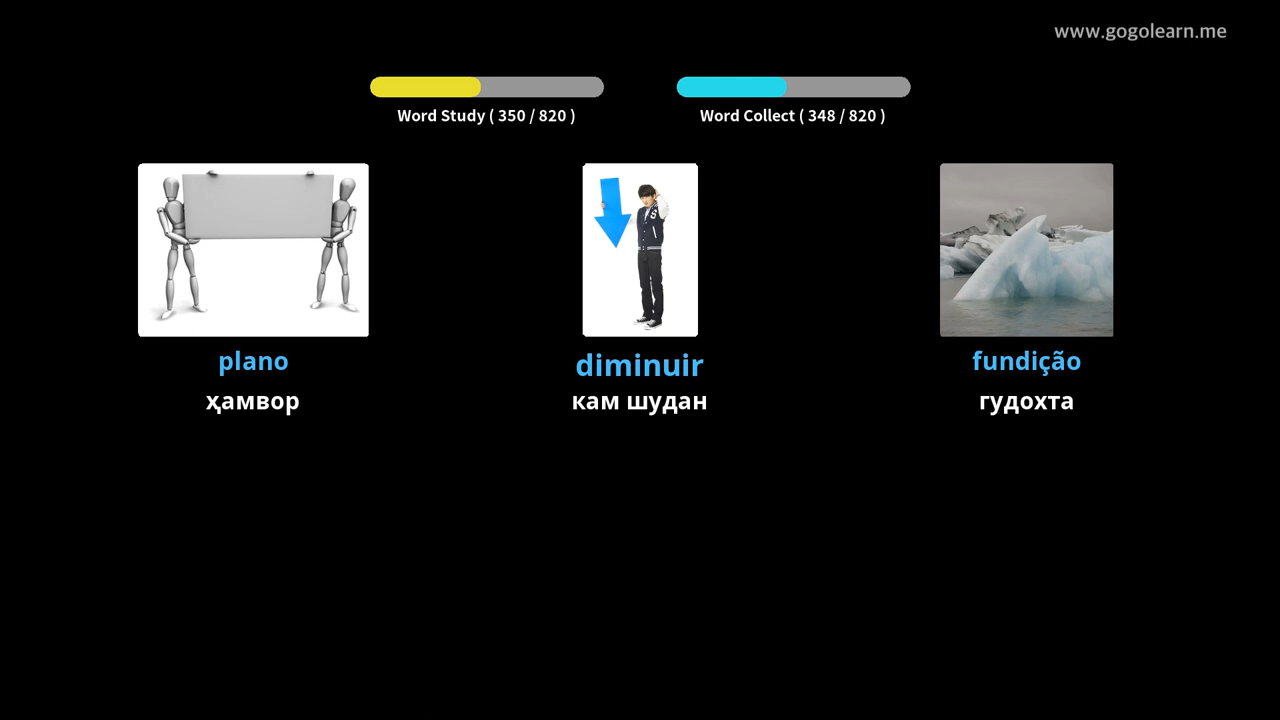 www.gogolearn.me
Word Study ( 350 / 820 )
Word Collect ( 348 / 820 )
plano
ҳамвор
diminuir
кам шудан
fundição
гудохта